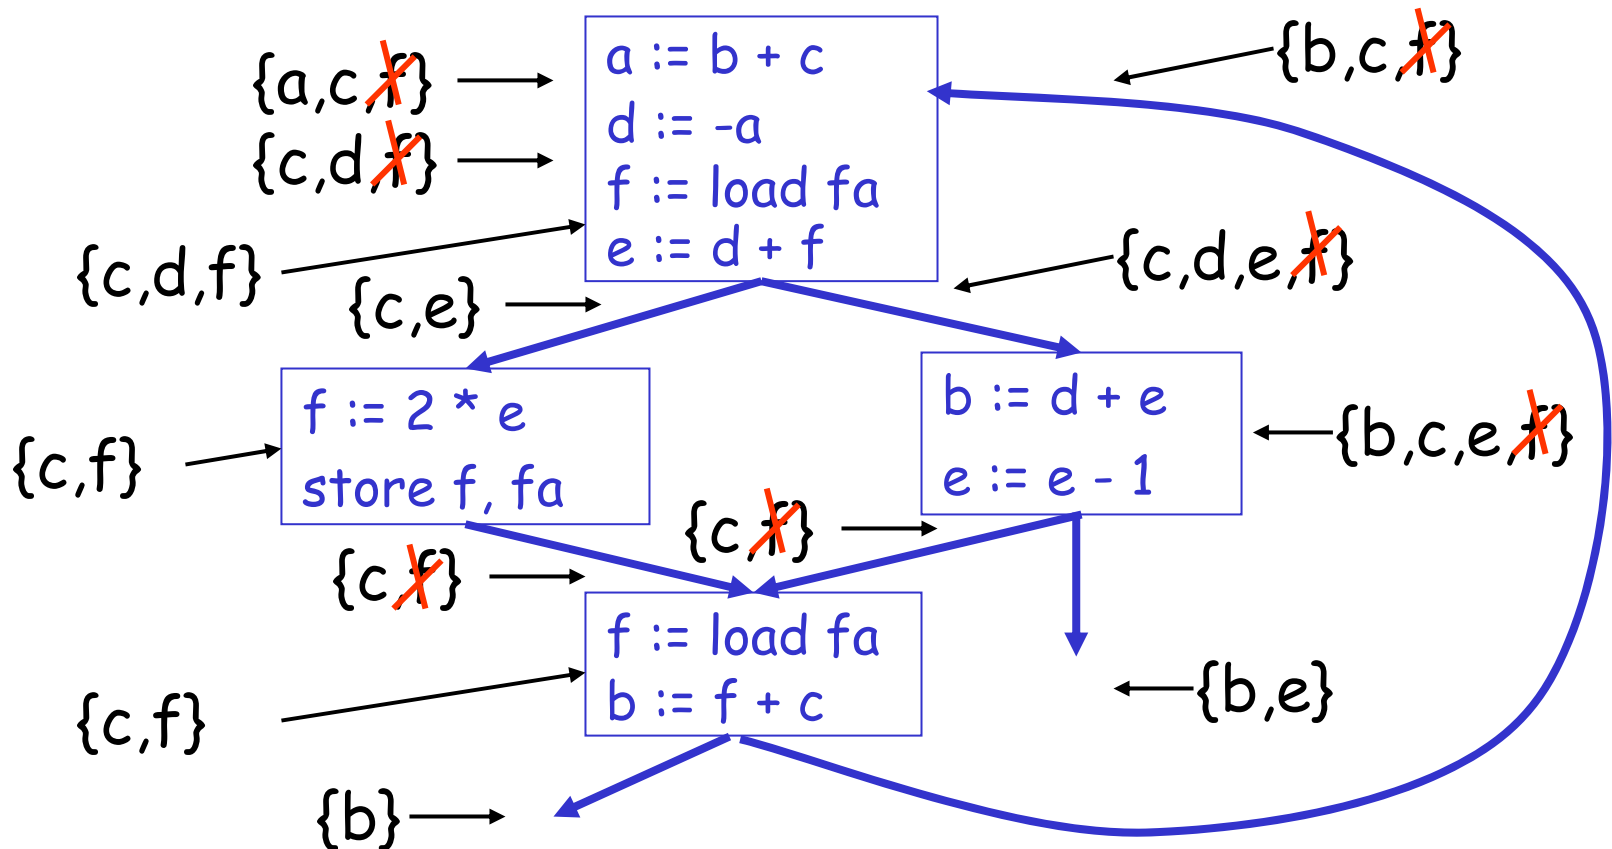 {a,c,f}
{c,d,f}
{c,d,f}
{c,e}
a := b + c
d := -a
f := load fa
e := d + f
{b,c,f}
{c,d,e,f}
{c,f}
f := 2 * e
store f, fa
b := d + e
e := e - 1
{b,c,e,f}
{c,f}
{c,f}
{c,f}
f := load fa
b := f + c
{b,e}
{b}